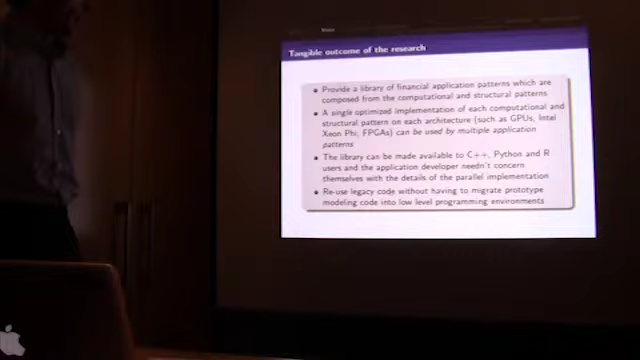 Tangible outcome of the research
Provide a library of financial application patterns which are
composed from the computational and structural patterns
A single optimized implementation of each computational and
structural pattern on each architecture (such as GPUs, Intel
Xeon Phi, FPGAs) can be used by multiple application
patterns
The library can be made available to C++, Python and R
users and the application developer needn't concern
themselves with the details of the parallel implementation
Re-use legacy code without having to migrate prototype
modeling code into low level programming environments